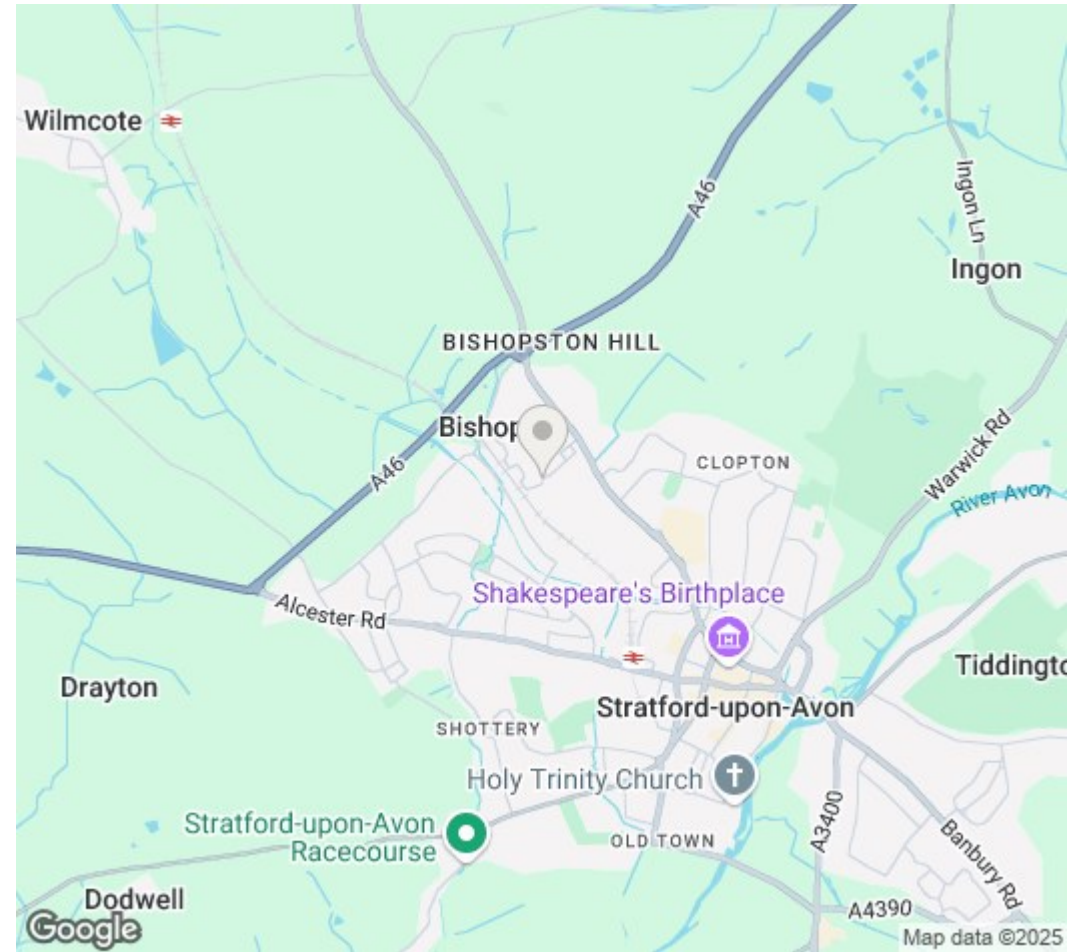 Wilmcote
A46
Ingon Ln
Ingon
BISHOPSTON HILL
Bishop
CLOPTON
A46
Warwick Rd
River Avon
Shakespeare's Birthplace
Alcester Rd
Tiddingto
Drayton
Stratford-upon-Avon
SHOTTERY
Holy Trinity Church
Stratford-upon-Avon
Racecourse
OLD TOWN
A3400
Banbury Rd
Dodwell
A4390
Google
Map data ©2025